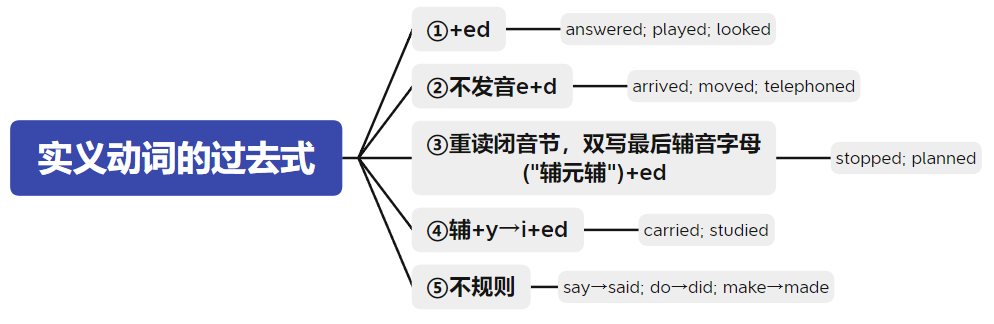 实义动词的过去式
①+ed
answered; played; looked
②不发音e+d
arrived; moved; telephoned
③重读闭音节，双写最后辅音字母
("辅元辅")+ed
stopped; planned
④辅+y→i+ed
carried; studied
⑤不规则
say→said; do→did; make→made